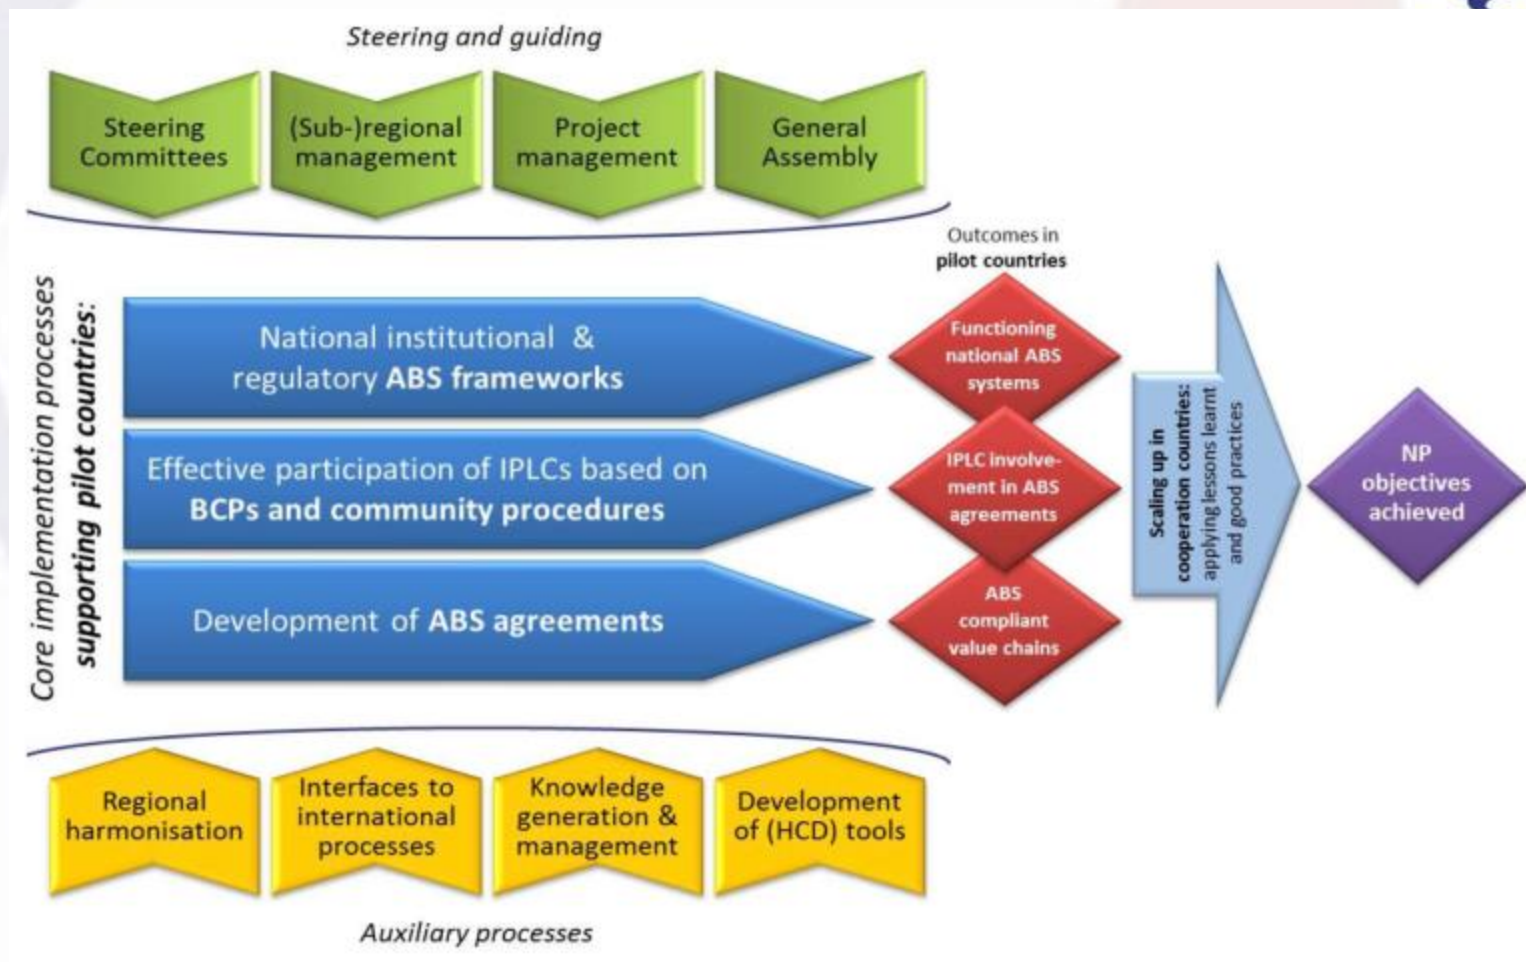 Steering and guiding
Steering
Committees
(Sub-)regional
management
Project
management
General
Assembly
Core implementation processes
supporting pilot countries:
Outcomes in
pilot countries
National institutional &
regulatory ABS frameworks
Functioning
national ABS
systems
Effective participation of IPLCs based on
BCPs and community procedures
IPLC involve-
ment in ABS
agreements
Development of ABS agreements
ABS
compliant
value chains
Scaling up in
cooperation countries:
applying lessons learnt
and good practices
NP
objectives
achieved
Regional
harmonisation
Interfaces to
international
processes
Knowledge
generation &
management
Development
of (HCD) tools
Auxiliary processes